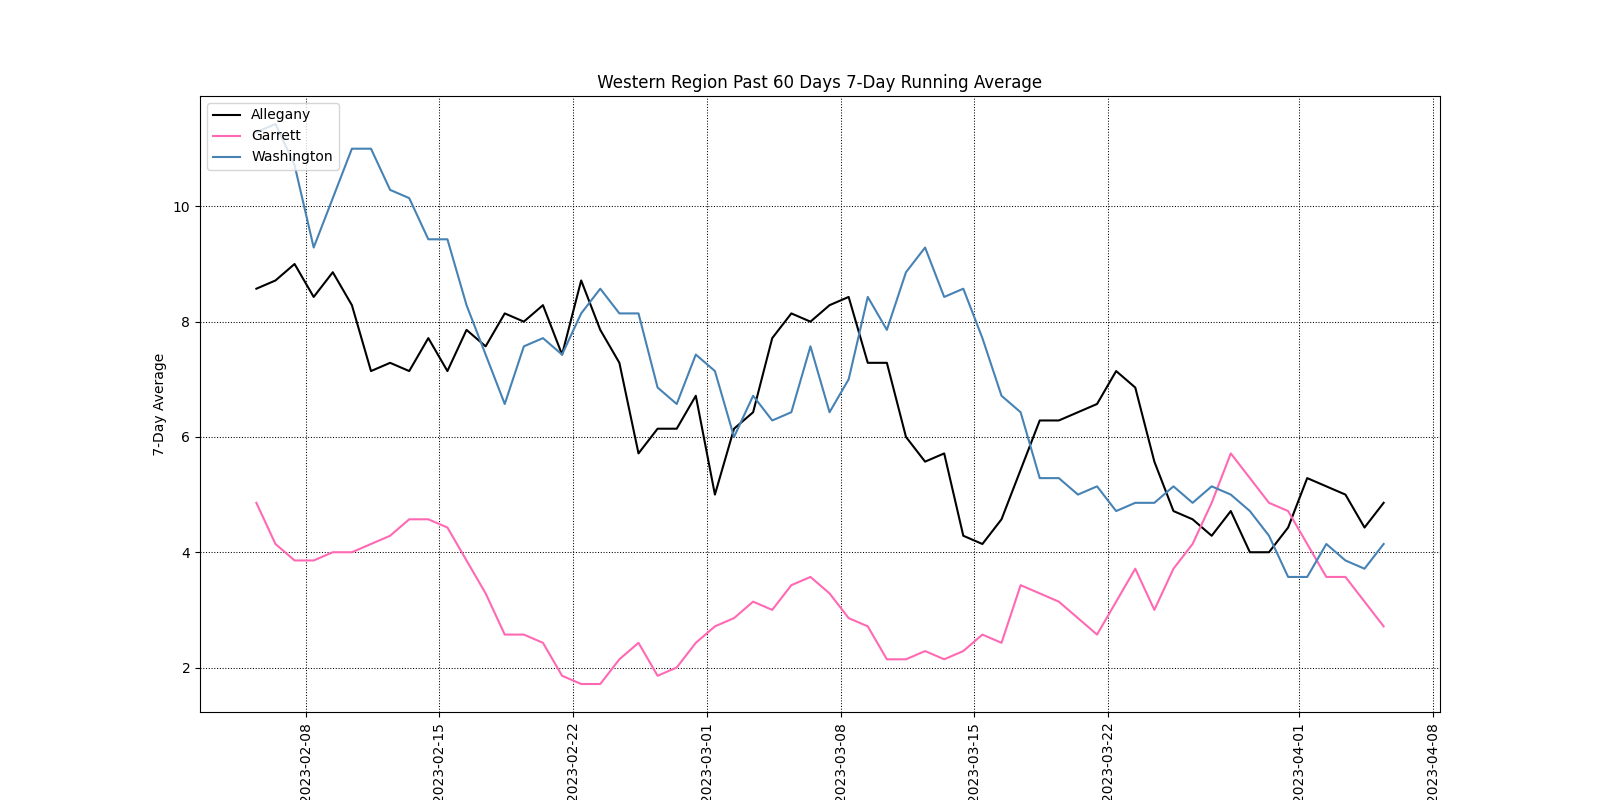 Western Region Past 60 Days 7-Day Running Average
Allegany
Garrett
Washington
7-Day Average
10
8
6
4
2
2023-02-08
2023-02-15
2023-02-22
2023-03-01
2023-03-08
2023-03-15
2023-03-22
2023-04-01
2023-04-08